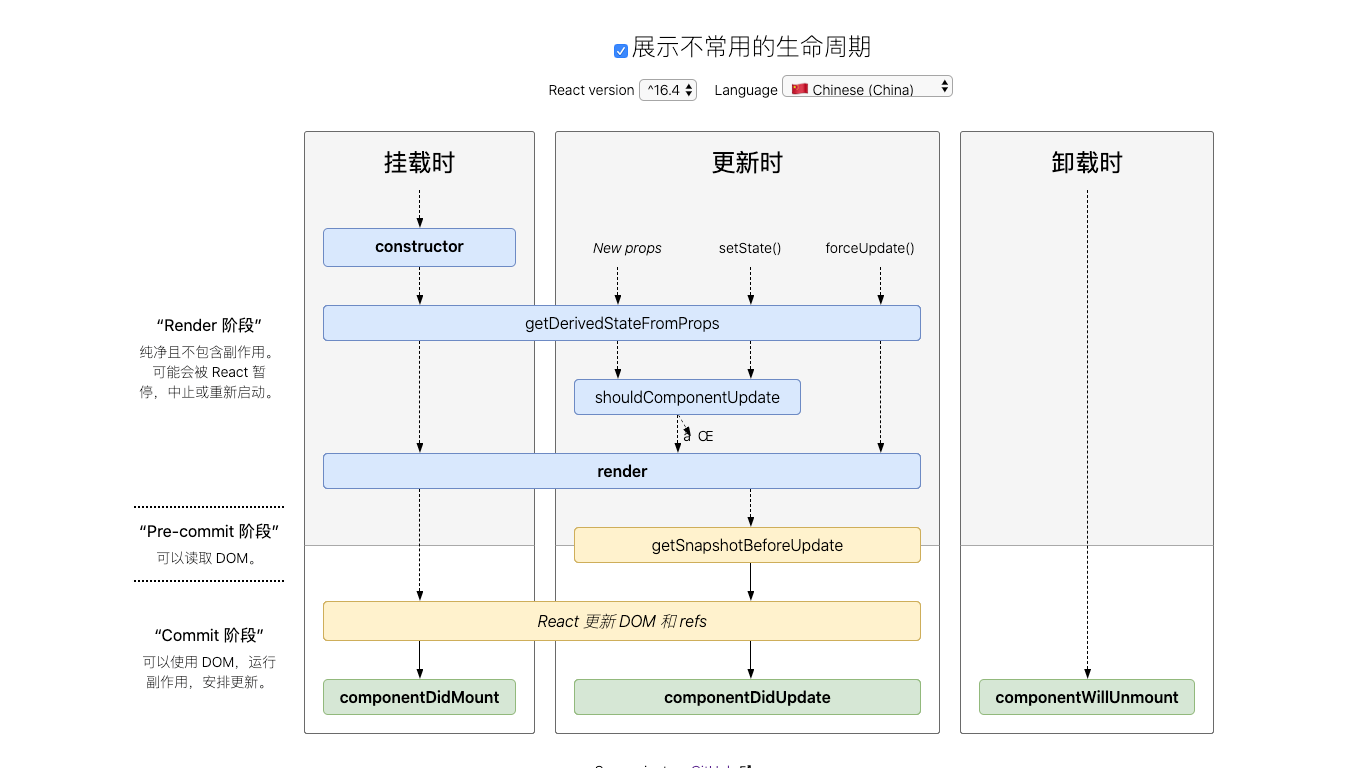 展示不常用的生命周期
React version ^16.4 Language Chinese (China)
挂载时
更新时
卸载时
constructor
New props
setState()
forceUpdate()
“Render 阶段”
纯净且不包含副作用。
可能会被 React 暂
停，中止或重新启动。
getDerivedStateFromProps
shouldComponentUpdate
render
“Pre-commit 阶段”
可以读取 DOM。
getSnapshotBeforeUpdate
“Commit 阶段”
可以使用 DOM，运行
副作用，安排更新。
React 更新 DOM 和 refs
componentDidMount
componentDidUpdate
componentWillUnmount